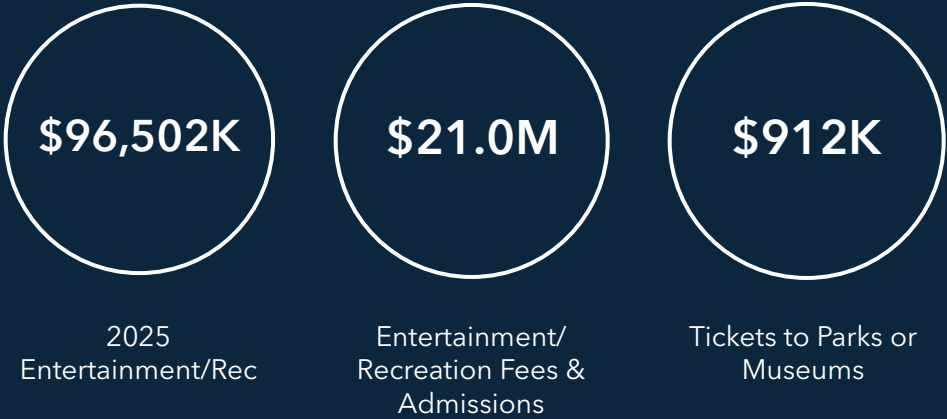 $96,502K
$21.0M
$912K
2025
Entertainment/Rec
Entertainment/
Recreation Fees &
Admissions
Tickets to Parks or
Museums